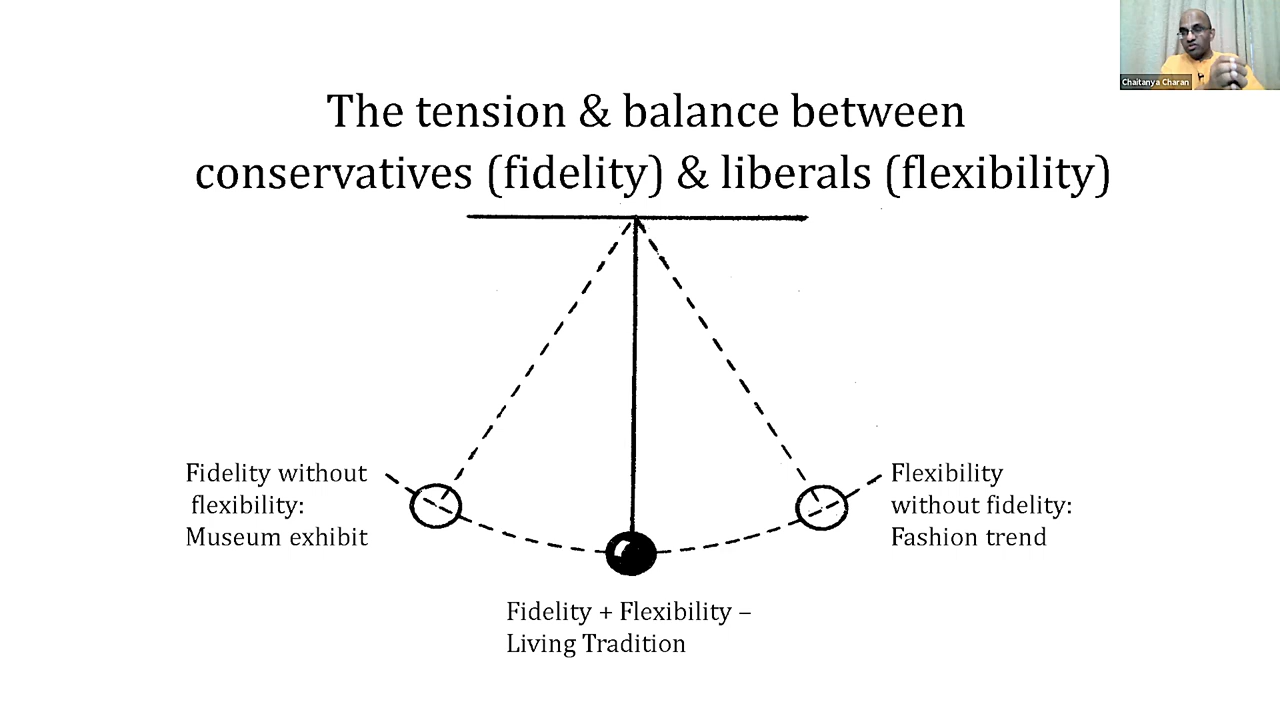 Chaitanya Charan
The tension & balance between
conservatives (fidelity) & liberals (flexibility)
Fidelity without
flexibility:
Museum exhibit
Flexibility
without fidelity:
Fashion trend
Fidelity + Flexibility –
Living Tradition